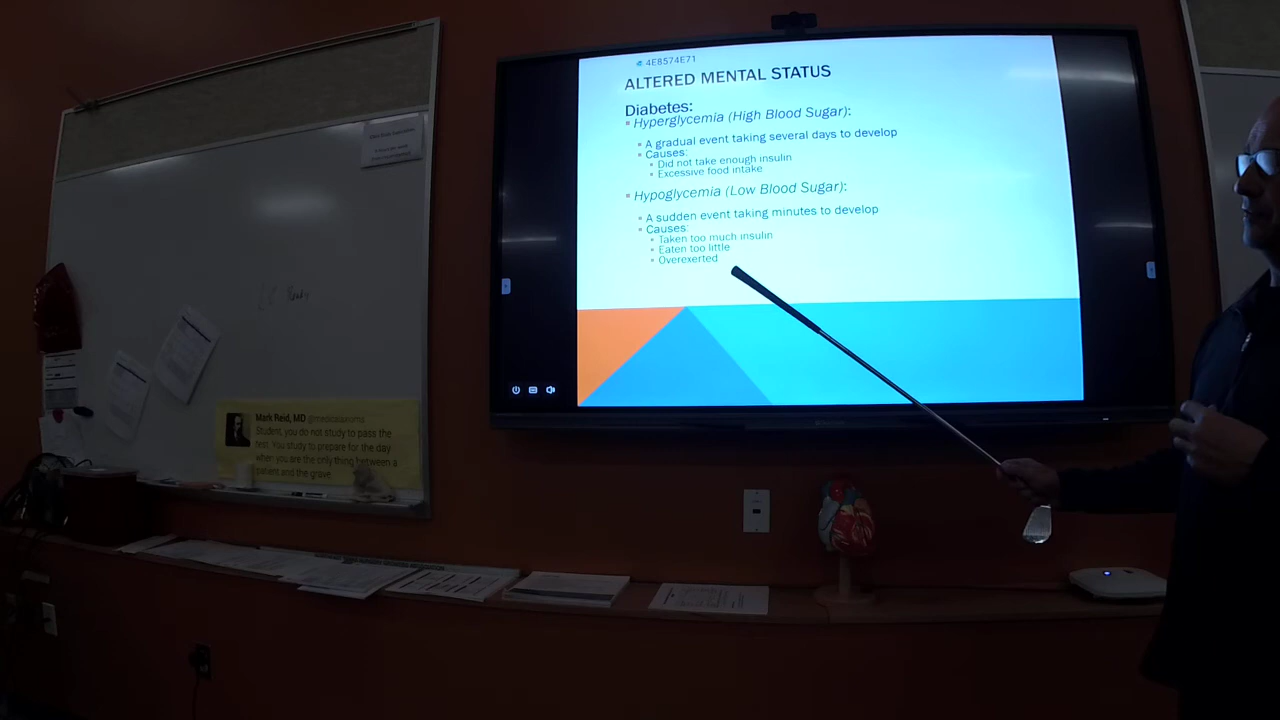 4E8574E71
ALTERED MENTAL STATUS
Diabetes:
Hyperglycemia (High Blood Sugar):
A gradual event taking several days to develop
Causes:
Did not take enough insulin
Excessive food intake
Hypoglycemia (Low Blood Sugar):
A sudden event taking minutes to develop
Causes:
Taken too much insulin
Eaten too little
Overexerted
Mark Reid, MD @medicalaxioms
Student, you do not study to pass the
test. You study to prepare for the day
when you are the only thing between a
patient and the grave.